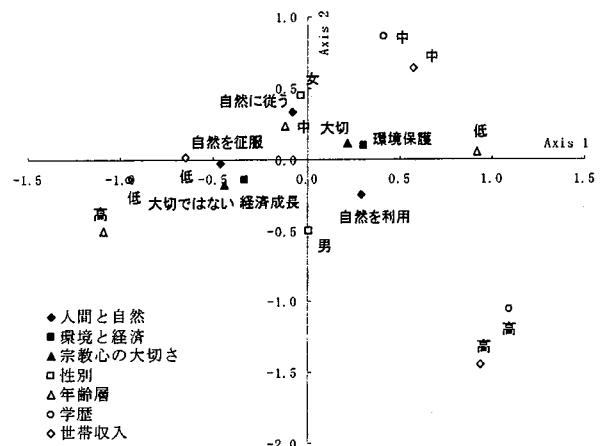 1.0
Axis 2
中
中
0.5
女
自然に従う
中
大切
環境保護
低
自然を征服
Axis 1
-1.5
-1.0
-0.5
0.0
0.0
0.5
1.0
1.5
低
低
大切ではない
経済成長
自然を利用
高
-0.5
男
◆人間と自然
■環境と経済
▲宗教心の大切さ
□性別
△年齢層
○学歴
◇世帯収入
-1.0
高
高
-1.5
-2.0